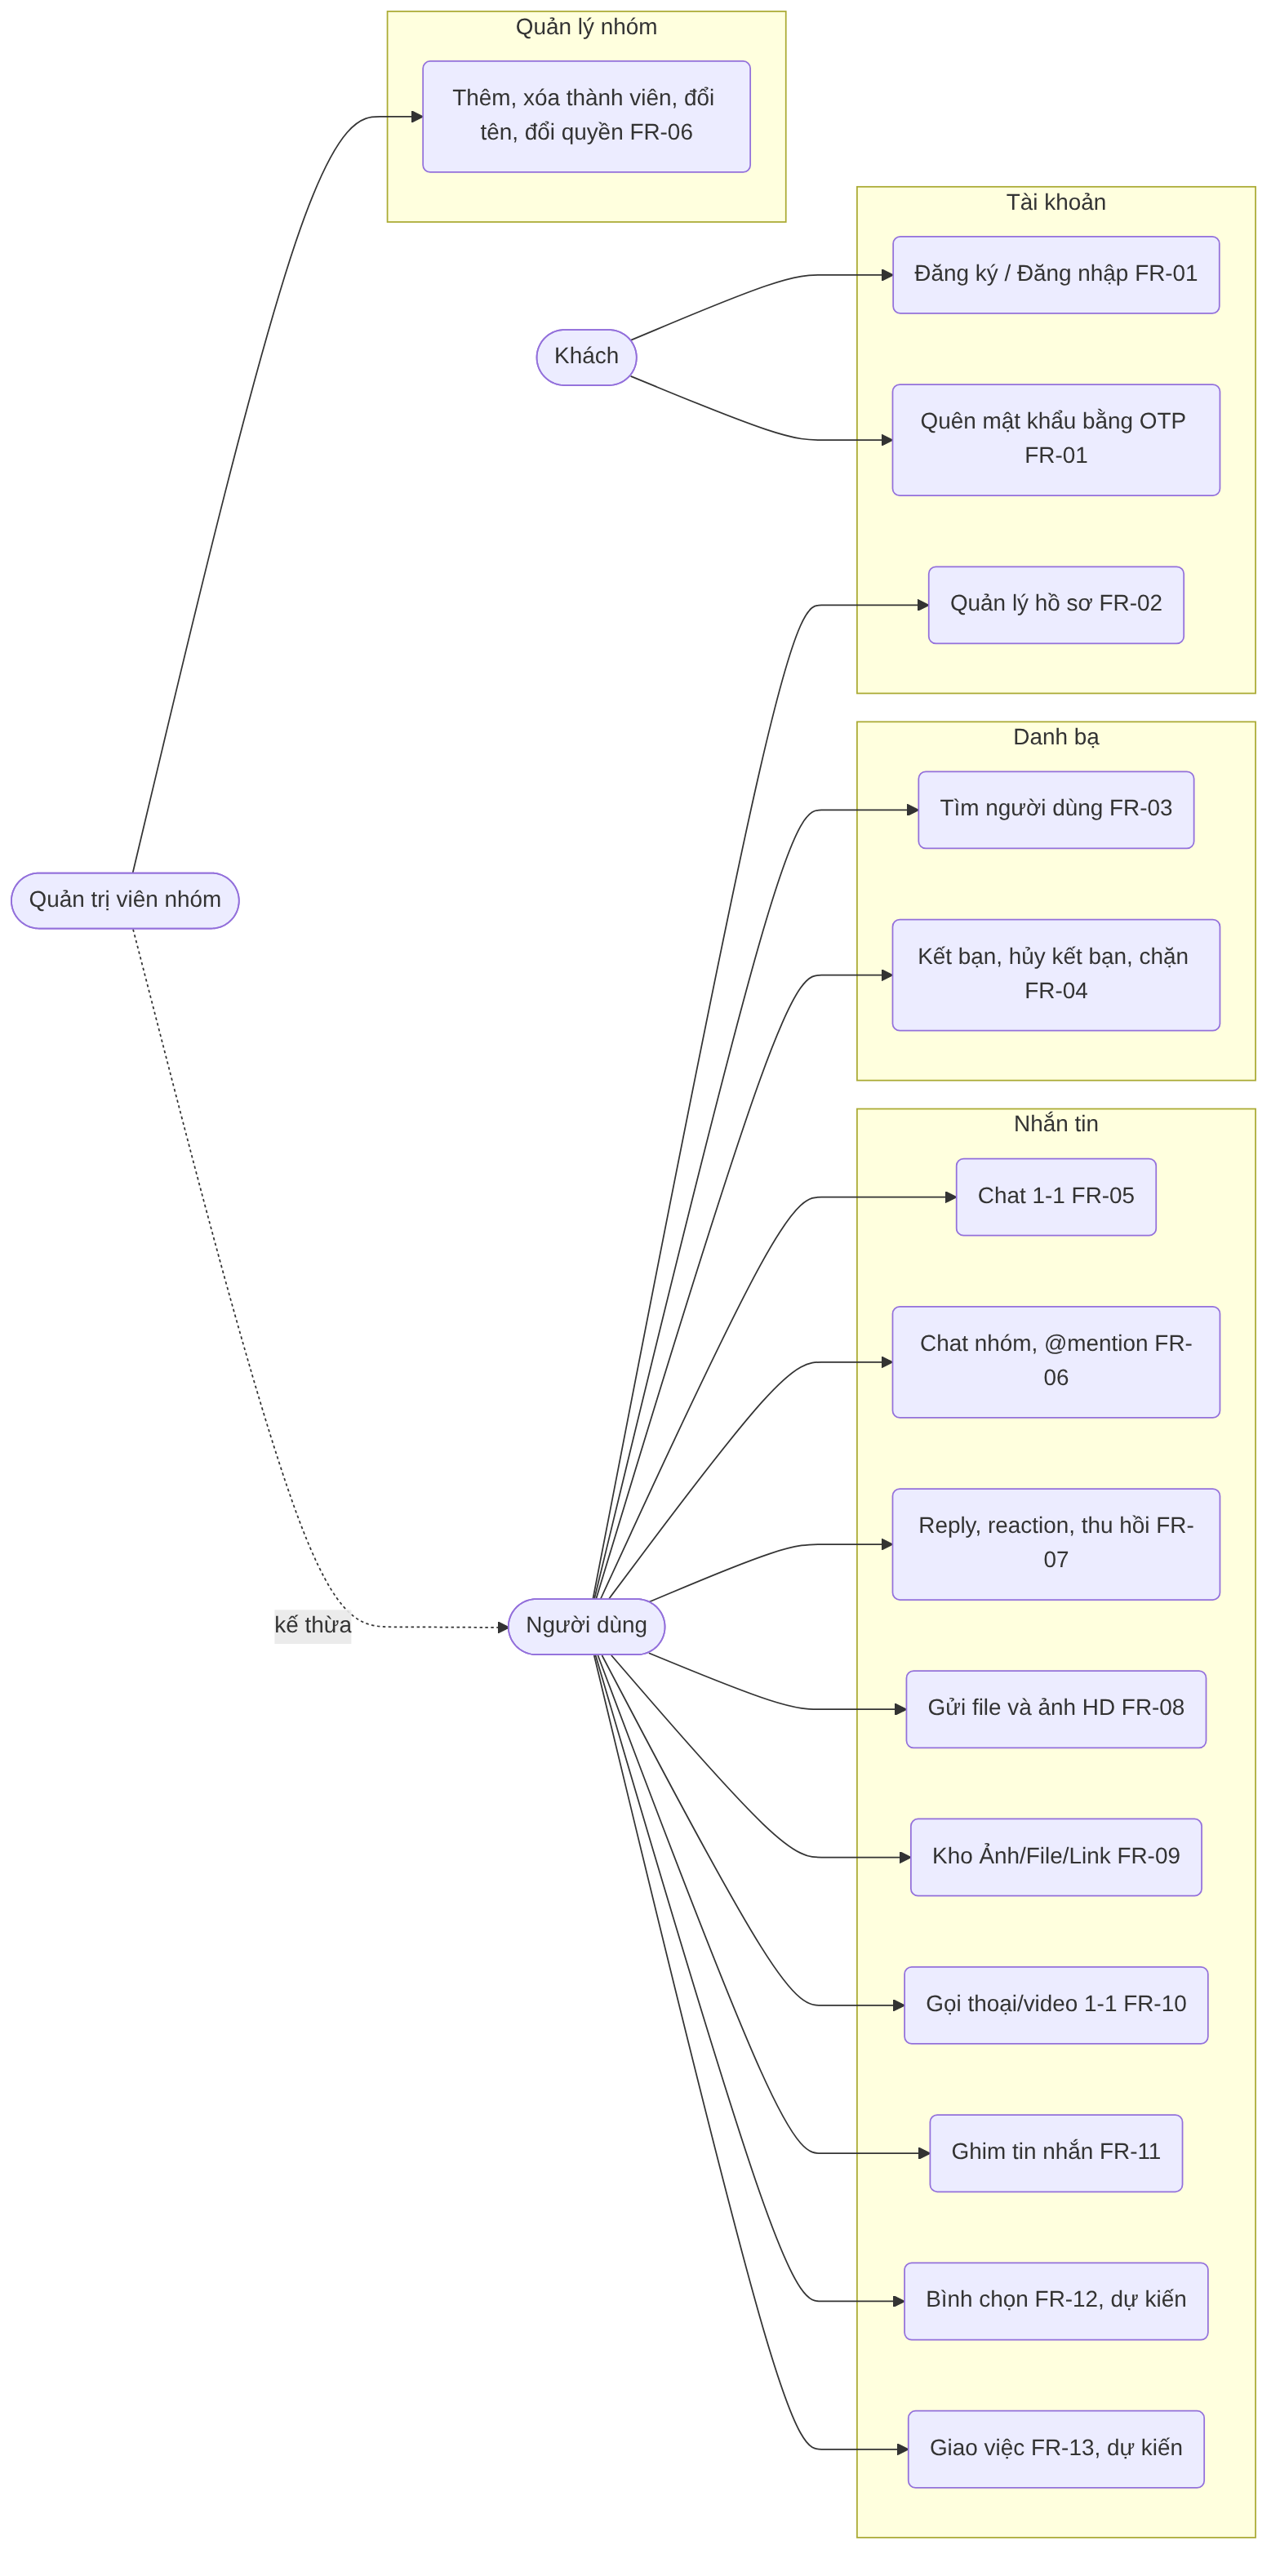 Quản lý nhóm
Thêm, xóa thành viên, đổi
tên, đổi quyền FR-06
Tài khoản
Đăng ký / Đăng nhập FR-01
Khách
Quên mật khẩu bằng OTP
FR-01
Quản lý hồ sơ FR-02
Danh bạ
Tìm người dùng FR-03
Quản trị viên nhóm
Kết bạn, hủy kết bạn, chặn
FR-04
Nhắn tin
Chat 1-1 FR-05
Chat nhóm, @mention FR-
06
Reply, reaction, thu hồi FR-
07
kế thừa
Người dùng
Gửi file và ảnh HD FR-08
Kho Ảnh/File/Link FR-09
Gọi thoại/video 1-1 FR-10
Ghim tin nhắn FR-11
Bình chọn FR-12, dự kiến
Giao việc FR-13, dự kiến